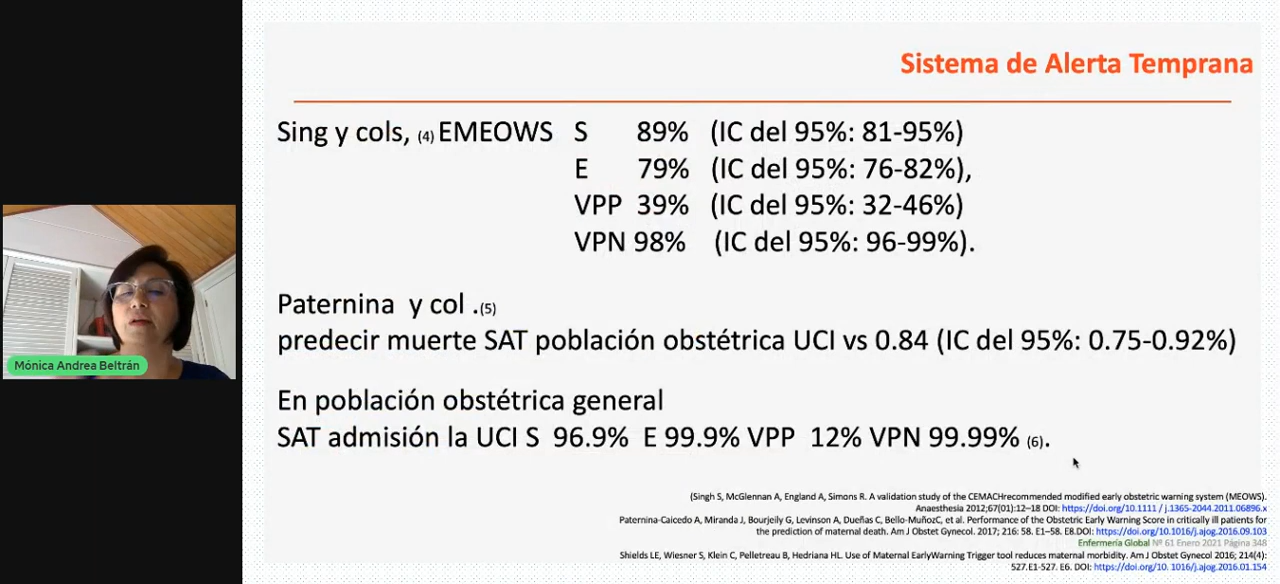 Sistema de Alerta Temprana
Sing y cols, (4) EMEOWS S 89% (IC del 95%: 81-95%)
E 79% (IC del 95%: 76-82%),
VPP 39% (IC del 95%: 32-46%)
VPN 98% (IC del 95%: 96-99%).
Paternina y col .(5)
predecir muerte SAT población obstétrica UCI vs 0.84 (IC del 95%: 0.75-0.92%)
En población obstétrica general
SAT admisión la UCI S 96.9% E 99.9% VPP 12% VPN 99.99% (6).
Mónica Andrea Beltrán
(Singh S, McGlennan A, England A, Simons R. A validation study of the CEMACHrecommended modified early obstetric warning system (MEOWS).
Anaesthesia 2012;67(01):12–18 DOI: https://doi.org/10.1111 / j.1365-2044.2011.06896.x
Paternina-Caicedo A, Miranda J, Bourjeily G, Levinson A, Dueñas C, Bello-MuñozC, et al. Performance of the Obstetric Early Warning Score in critically ill patients for
the prediction of maternal death. Am J Obstet Gynecol. 2017; 216: 58. E1–58. E8.DOI: https://doi.org/10.1016/j.ajog.2016.09.103
Enfermería Global Nº 61 Enero 2021 Página 348
Shields LE, Wiesner S, Klein C, Pelletreau B, Hedriana HL. Use of Maternal EarlyWarning Trigger tool reduces maternal morbidity. Am J Obstet Gynecol 2016; 214(4):
527.E1-527. E6. DOI: https://doi.org/10. 1016/j.ajog.2016.01.154